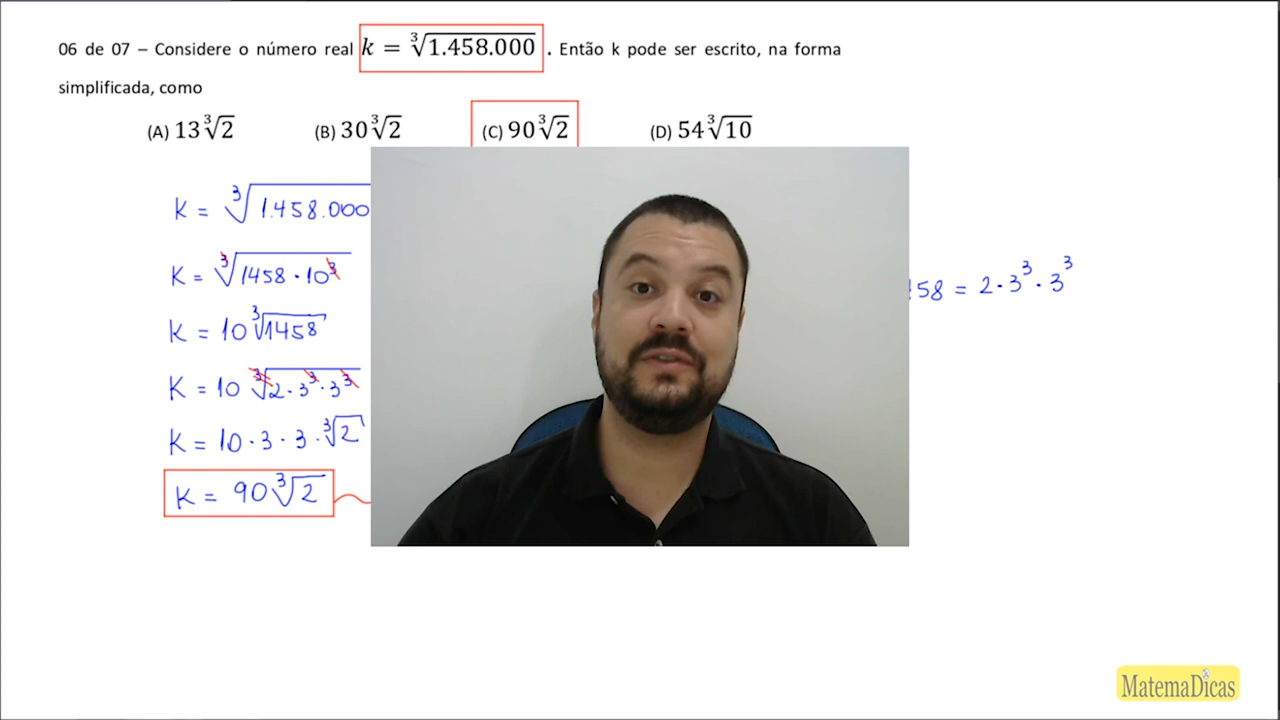 06 de 07 – Considere o número real k = ∛1.458.000 . Então k pode ser escrito, na forma
simplificada, como
(A) 13∛2 (B) 30∛2 (C) 90∛2 (D) 54∛10
K = ∛1.458.000
K = ∛1458 · 10³
58 = 2 · 3³ · 3³
K = 10 ∛1458
K = 10 ∛2 · 3³ · 3³
K = 10 · 3 · 3 · ∛2
K = 90 ∛2
MatemaDicas